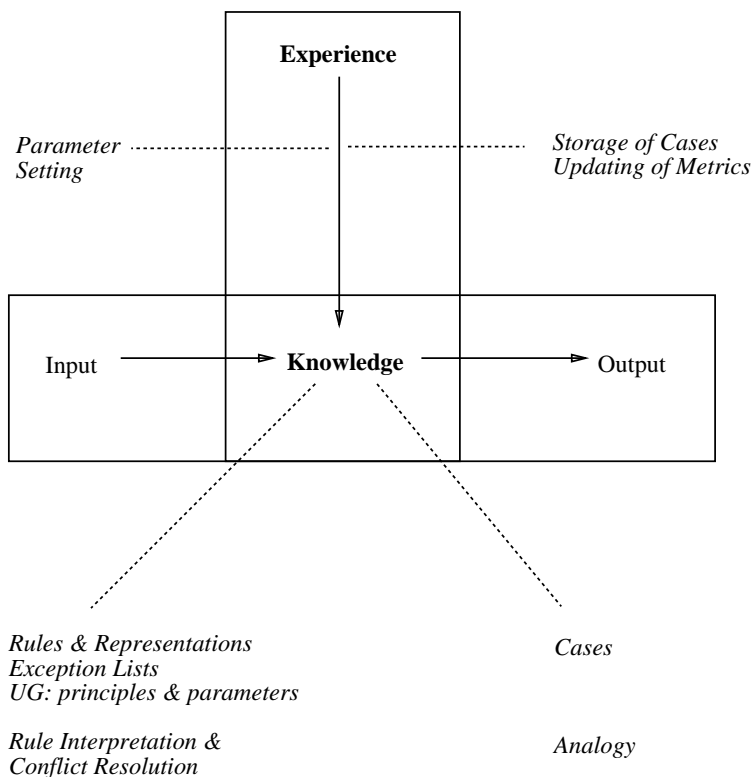 Experience
Parameter
Setting
Storage of Cases
Updating of Metrics
Input
Knowledge
Output
Rules & Representations
Exception Lists
UG: principles & parameters
Cases
Rule Interpretation &
Conflict Resolution
Analogy